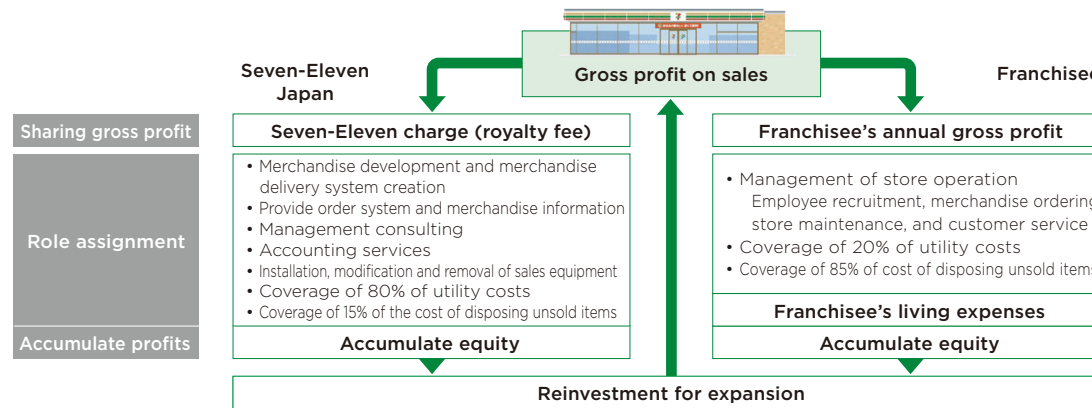 Gross profit on sales
Seven-Eleven
Japan
Sharing gross profit
Seven-Eleven charge (royalty fee)
Franchisee's annual gross profit
Role assignment
• Merchandise development and merchandise
delivery system creation
• Provide order system and merchandise information
• Management consulting
• Accounting services
• Installation, modification and removal of sales equipment
• Coverage of 80% of utility costs
• Coverage of 15% of the cost of disposing unsold items
• Management of store operation
Employee recruitment, merchandise ordering
store maintenance, and customer service
• Coverage of 20% of utility costs
• Coverage of 85% of cost of disposing unsold items
Franchisee's living expenses
Accumulate profits
Accumulate equity
Accumulate equity
Reinvestment for expansion
Franchisee